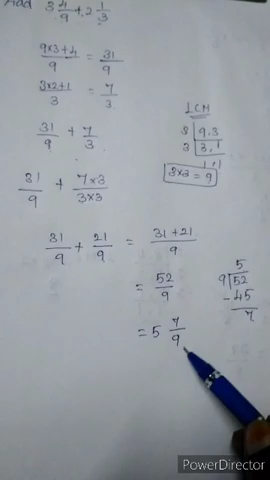 Add 3 4/9 + 2 1/3
9×3+4/9 = 31/9
3×2+1/3 = 7/3
31/9 + 7/3
LCM
3 | 9,3
3 | 3,1
1,1
3×3 = 9
31/9 + 7×3/3×3
31/9 + 21/9 = 31+21/9
= 52/9
= 5 7/9
5
9)52
-45
7
PowerDirector